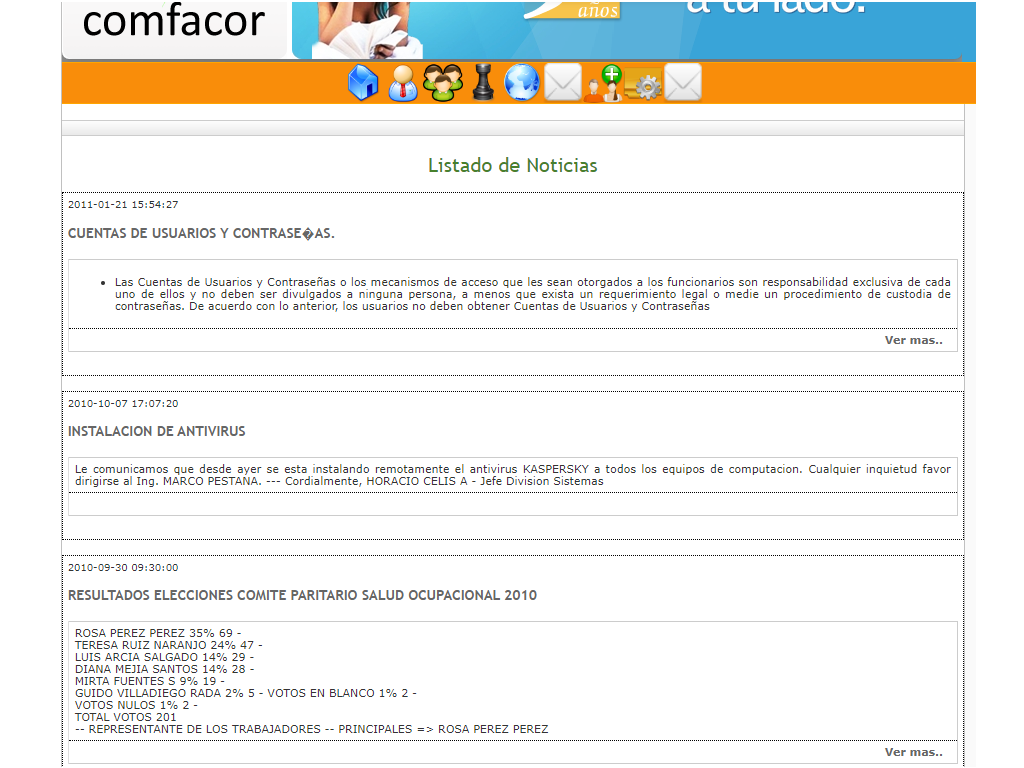 comfacor
años
a tu lado.
Listado de Noticias
2011-01-21 15:54:27
CUENTAS DE USUARIOS Y CONTRASE�AS.
• Las Cuentas de Usuarios y Contraseñas o los mecanismos de acceso que les sean otorgados a los funcionarios son responsabilidad exclusiva de cada
uno de ellos y no deben ser divulgados a ninguna persona, a menos que exista un requerimiento legal o medie un procedimiento de custodia de
contraseñas. De acuerdo con lo anterior, los usuarios no deben obtener Cuentas de Usuarios y Contraseñas
Ver mas..
2010-10-07 17:07:20
INSTALACION DE ANTIVIRUS
Le comunicamos que desde ayer se esta instalando remotamente el antivirus KASPERSKY a todos los equipos de computacion. Cualquier inquietud favor
dirigirse al Ing. MARCO PESTANA. --- Cordialmente, HORACIO CELIS A - Jefe Division Sistemas
2010-09-30 09:30:00
RESULTADOS ELECCIONES COMITE PARITARIO SALUD OCUPACIONAL 2010
ROSA PEREZ PEREZ 35% 69 -
TERESA RUIZ NARANJO 24% 47 -
LUIS ARCIA SALGADO 14% 29 -
DIANA MEJIA SANTOS 14% 28 -
MIRTA FUENTES S 9% 19 -
GUIDO VILLADIEGO RADA 2% 5 - VOTOS EN BLANCO 1% 2 -
VOTOS NULOS 1% 2 -
TOTAL VOTOS 201
-- REPRESENTANTE DE LOS TRABAJADORES -- PRINCIPALES => ROSA PEREZ PEREZ
Ver mas..